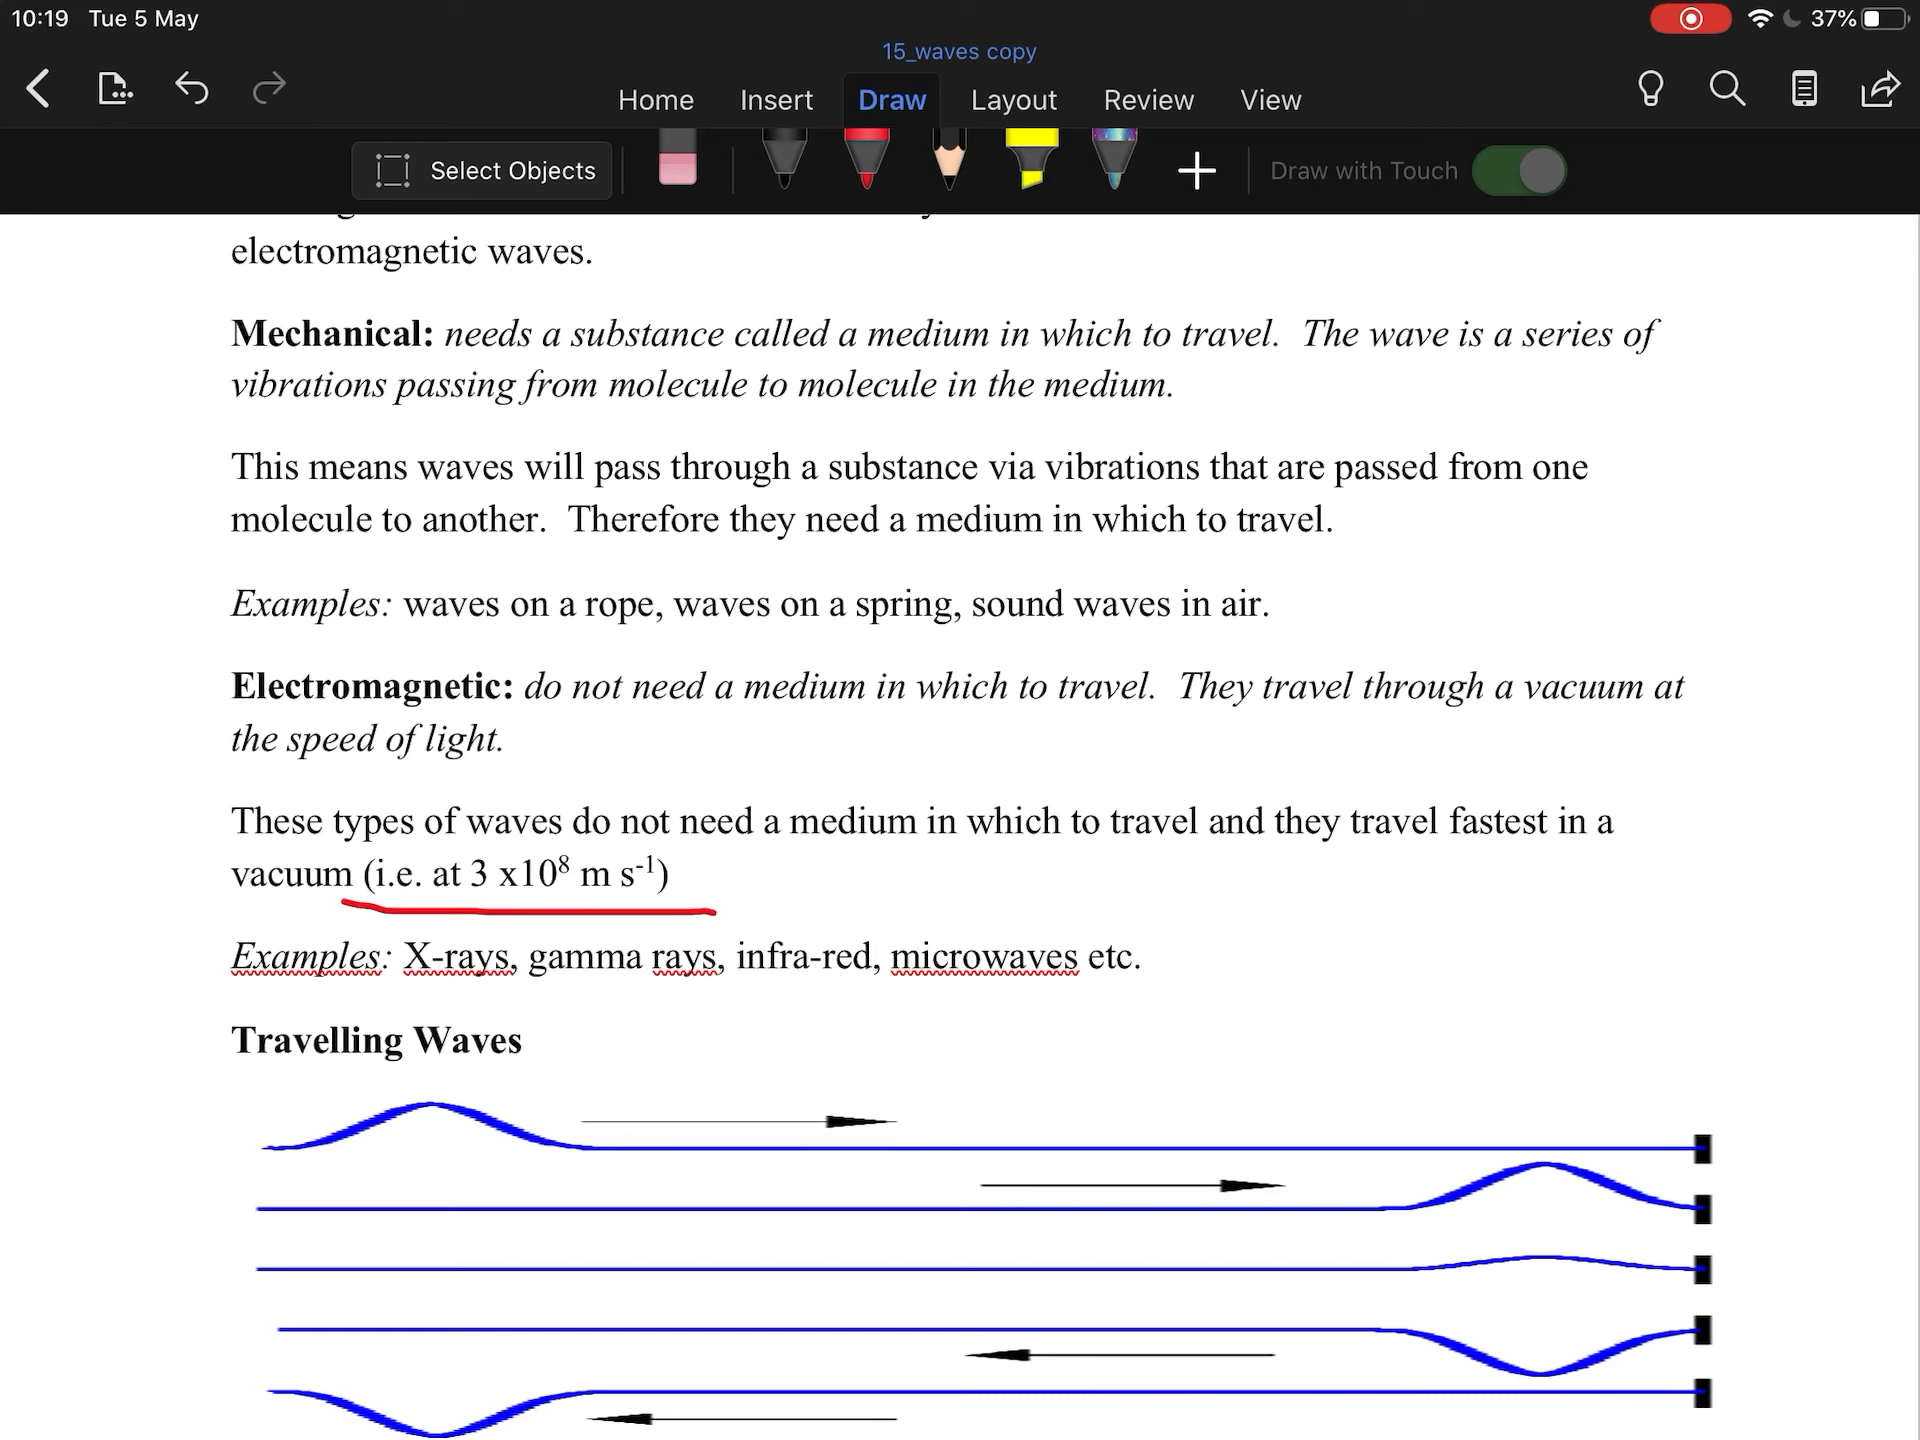 10:19 Tue 5 May
37%
15_waves copy
Home Insert Draw Layout Review View
Select Objects
Draw with Touch
electromagnetic waves.
Mechanical: needs a substance called a medium in which to travel. The wave is a series of
vibrations passing from molecule to molecule in the medium.
This means waves will pass through a substance via vibrations that are passed from one
molecule to another. Therefore they need a medium in which to travel.
Examples: waves on a rope, waves on a spring, sound waves in air.
Electromagnetic: do not need a medium in which to travel. They travel through a vacuum at
the speed of light.
These types of waves do not need a medium in which to travel and they travel fastest in a
vacuum (i.e. at 3 x10⁸ m s⁻¹)
Examples: X-rays, gamma rays, infra-red, microwaves etc.
Travelling Waves